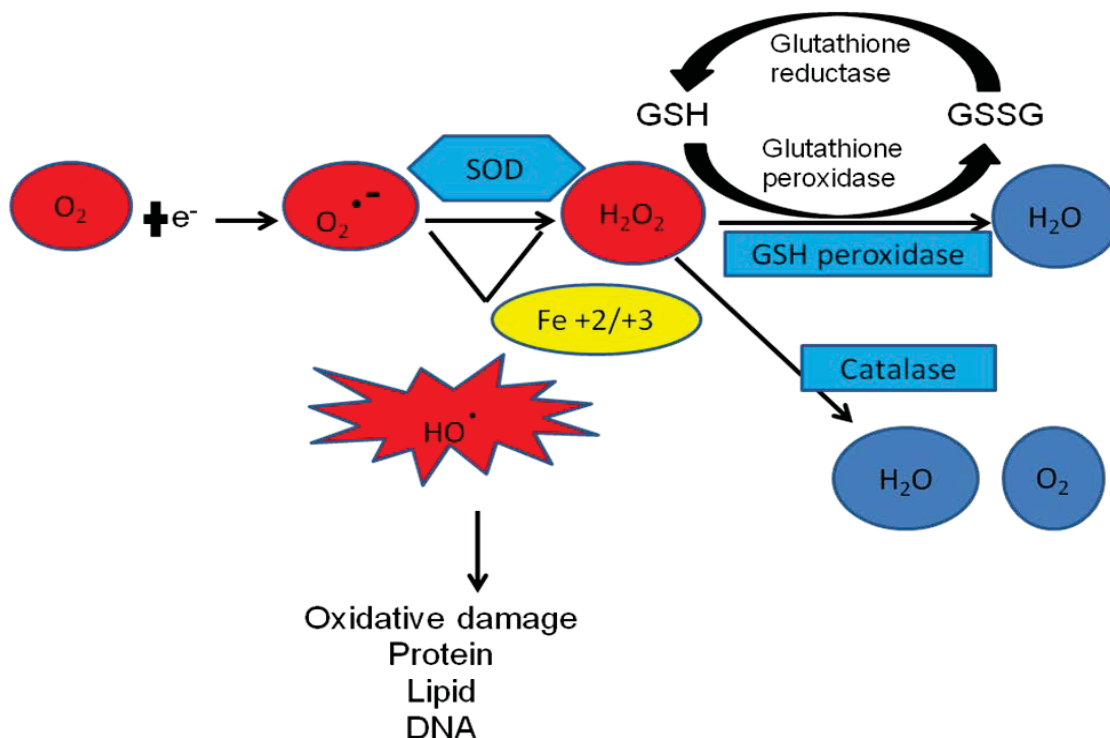 Glutathione
reductase
GSH
GSSG
Glutathione
peroxidase
SOD
O₂
+e⁻
O₂•⁻
H₂O₂
H₂O
GSH peroxidase
Fe +2/+3
Catalase
HO•
H₂O
O₂
Oxidative damage
Protein
Lipid
DNA